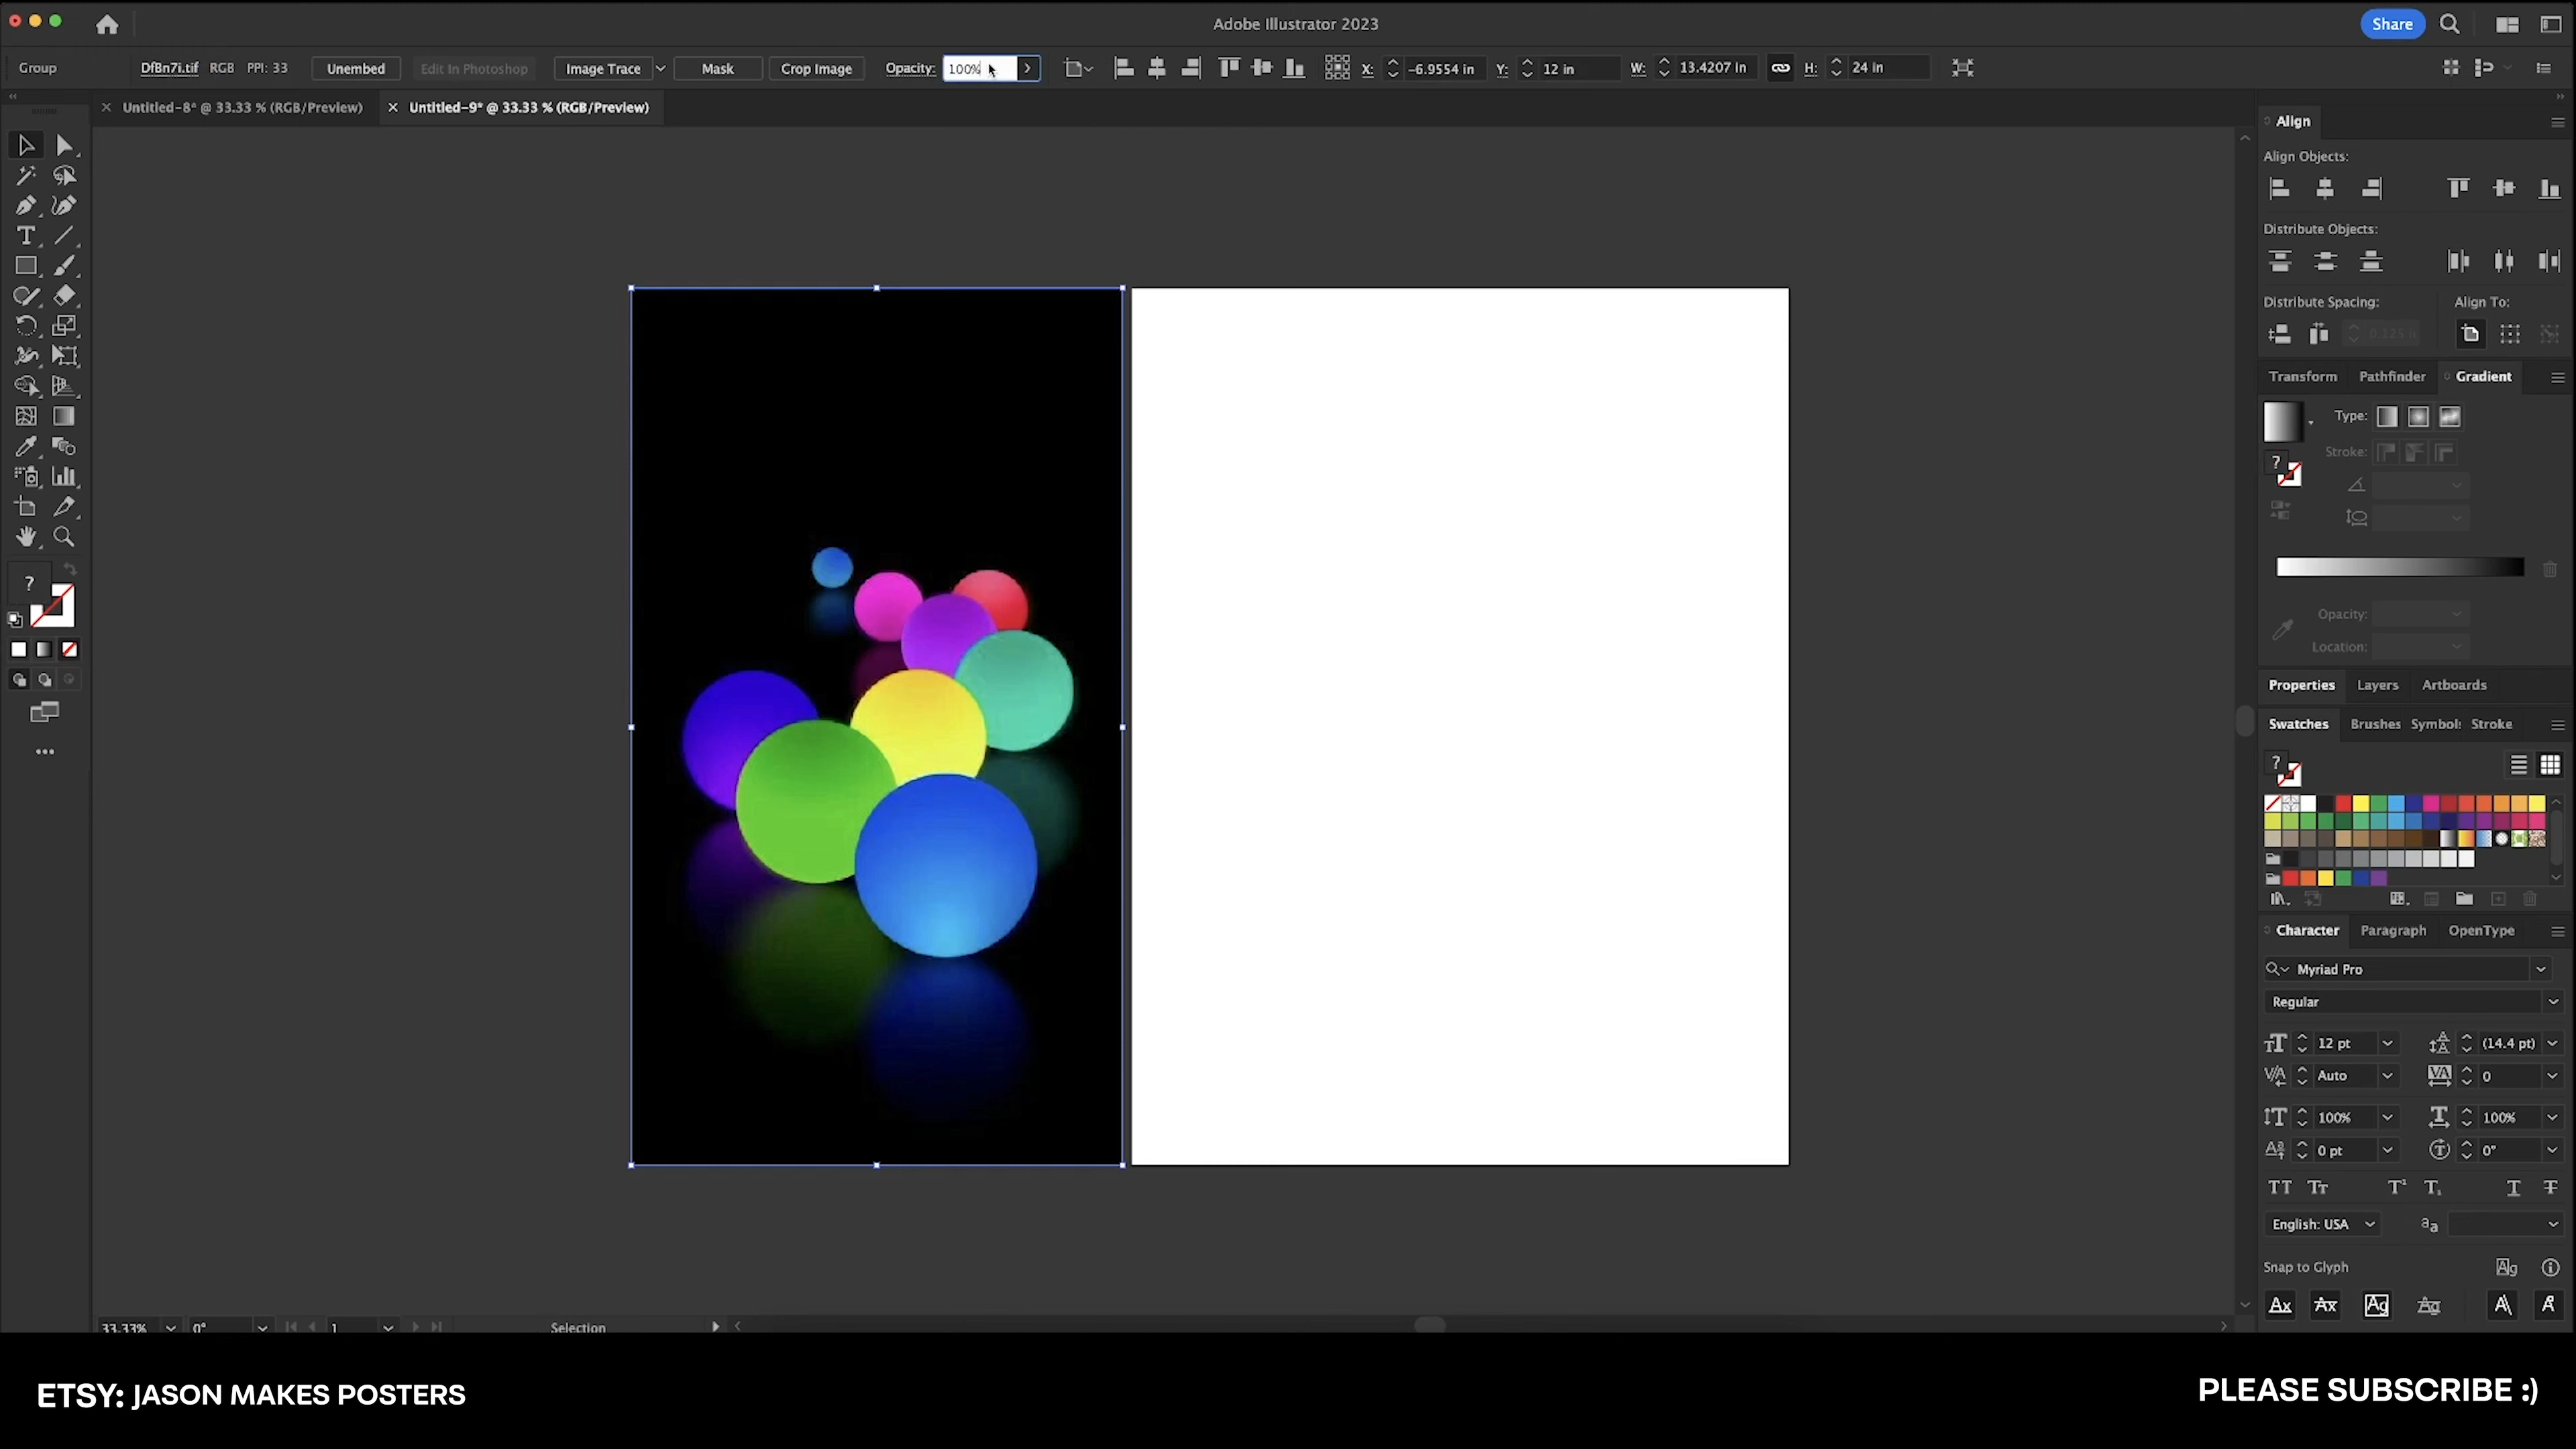 Adobe Illustrator 2023
Share
Group
DfBn7i.tif RGB PPI: 33
Unembed
Edit In Photoshop
Image Trace
Mask
Crop Image
Opacity: 100%
X: -6.9554 in
Y: 12 in
W: 13.4207 in
H: 24 in
Untitled-8* @ 33.33 % (RGB/Preview)
Untitled-9* @ 33.33 % (RGB/Preview)
Align
Align Objects:
Distribute Objects:
Distribute Spacing:
Align To:
0.125 i
Transform Pathfinder Gradient
Type:
Stroke:
Opacity:
Location:
Properties Layers Artboards
Swatches Brushes Symbol: Stroke
Character Paragraph OpenType
Myriad Pro
Regular
12 pt
(14.4 pt)
Auto
0
100%
100%
0 pt
0°
English: USA
Snap to Glyph
33.33%
0°
1
Selection
ETSY: JASON MAKES POSTERS
PLEASE SUBSCRIBE :)